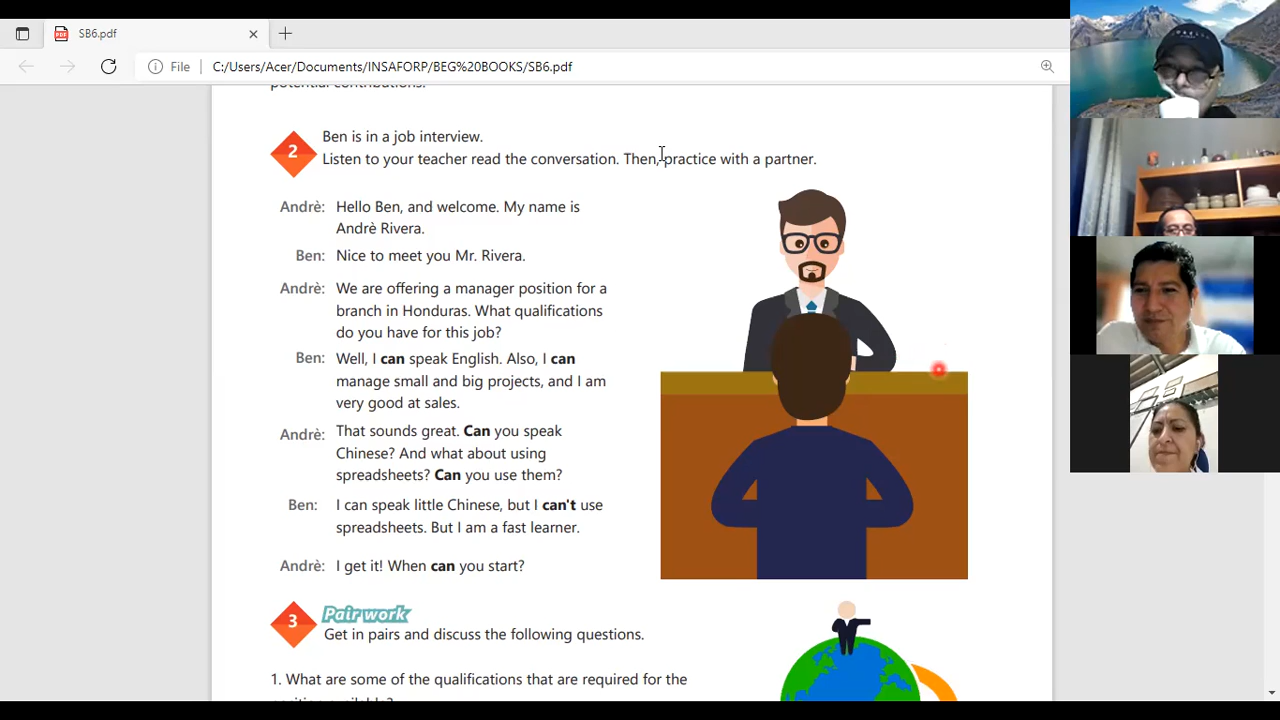 SB6.pdf
File
C:/Users/Acer/Documents/INSAFORP/BEG%20BOOKS/SB6.pdf
potential contributions.
2
Ben is in a job interview.
Listen to your teacher read the conversation. Then, practice with a partner.
Andrè: Hello Ben, and welcome. My name is
Andrè Rivera.
Ben: Nice to meet you Mr. Rivera.
Andrè: We are offering a manager position for a
branch in Honduras. What qualifications
do you have for this job?
Ben: Well, I can speak English. Also, I can
manage small and big projects, and I am
very good at sales.
Andrè: That sounds great. Can you speak
Chinese? And what about using
spreadsheets? Can you use them?
Ben: I can speak little Chinese, but I can't use
spreadsheets. But I am a fast learner.
Andrè: I get it! When can you start?
3
Pair work
Get in pairs and discuss the following questions.
1. What are some of the qualifications that are required for the